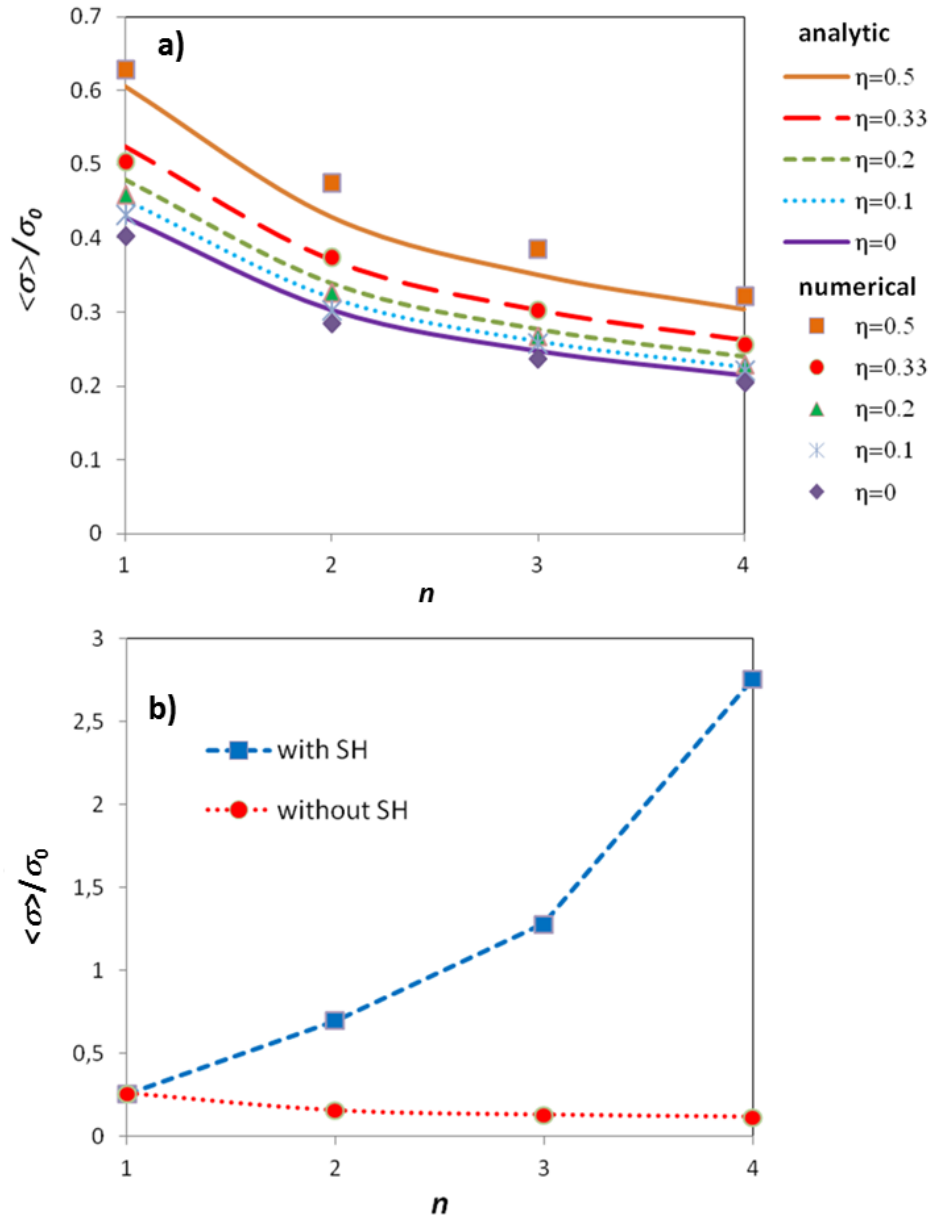 a)
0.7
0.6
0.5
0.4
0.3
0.2
0.1
0
<σ>/σ₀
1 2 3 4
n
analytic
η=0.5
η=0.33
η=0.2
η=0.1
η=0
numerical
η=0.5
η=0.33
η=0.2
η=0.1
η=0
b)
3
2,5
2
1,5
1
0,5
0
<σ>/σ₀
with SH
without SH
1 2 3 4
n